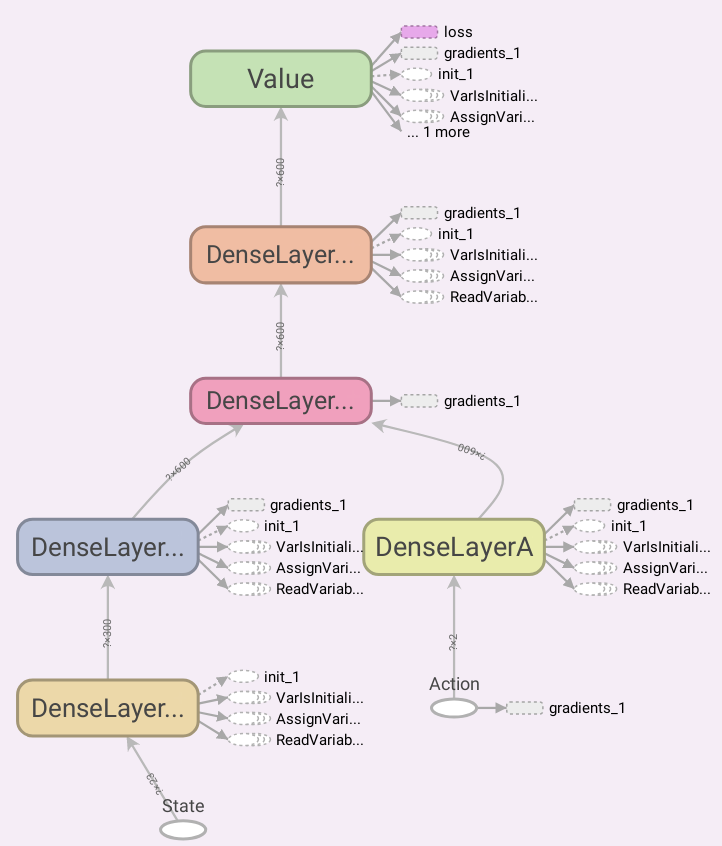 loss
gradients_1
Value
init_1
VarIsInitiali...
AssignVari...
... 1 more
?×600
gradients_1
init_1
DenseLayer...
VarIsInitiali...
AssignVari...
ReadVariab...
?×600
DenseLayer...
gradients_1
?×600
?×600
gradients_1
init_1
DenseLayer...
VarIsInitiali...
AssignVari...
ReadVariab...
gradients_1
init_1
DenseLayerA
VarIsInitiali...
AssignVari...
ReadVariab...
?×300
?×2
init_1
DenseLayer...
VarIsInitiali...
AssignVari...
ReadVariab...
Action
gradients_1
?×23
State